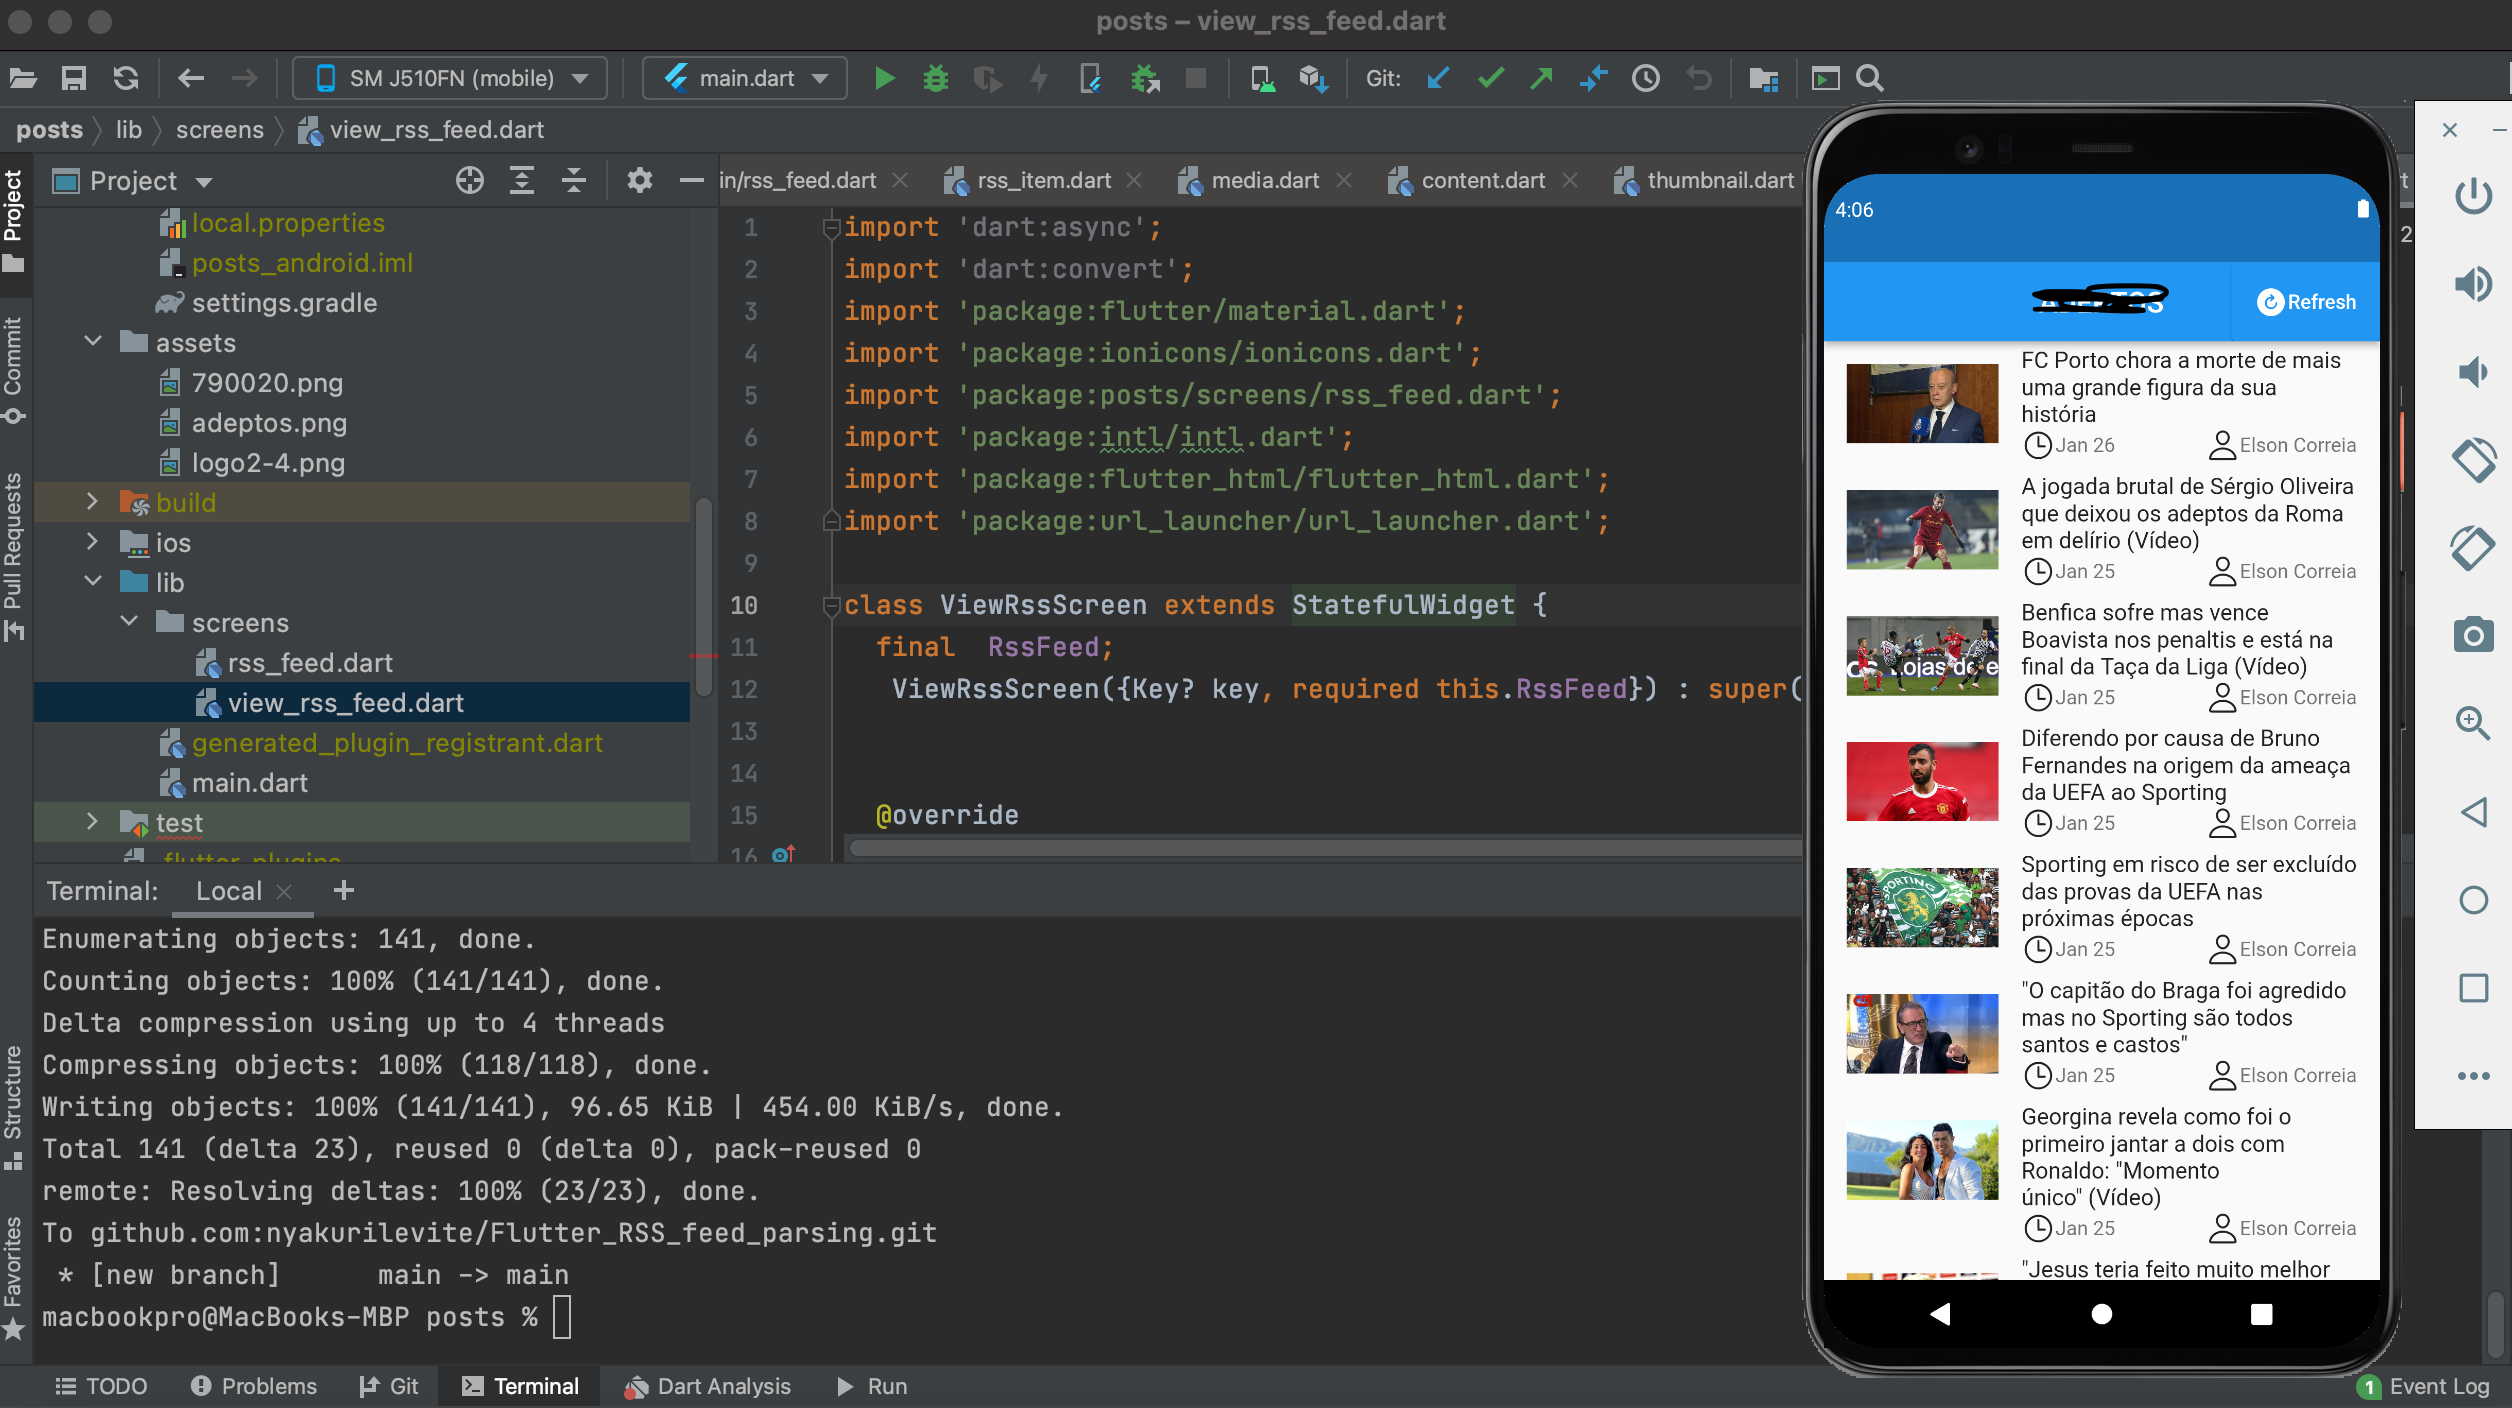 posts – view_rss_feed.dart
SM J510FN (mobile)
main.dart
Git:
posts
lib
screens
view_rss_feed.dart
Project
Commit
Pull Requests
Structure
Favorites
Project
local.properties
posts_android.iml
settings.gradle
assets
790020.png
adeptos.png
logo2-4.png
build
ios
lib
screens
rss_feed.dart
view_rss_feed.dart
generated_plugin_registrant.dart
main.dart
test
in/rss_feed.dart
rss_item.dart
media.dart
content.dart
thumbnail.dart
1 import 'dart:async';
2 import 'dart:convert';
3 import 'package:flutter/material.dart';
4 import 'package:ionicons/ionicons.dart';
5 import 'package:posts/screens/rss_feed.dart';
6 import 'package:intl/intl.dart';
7 import 'package:flutter_html/flutter_html.dart';
8 import 'package:url_launcher/url_launcher.dart';
9
10 class ViewRssScreen extends StatefulWidget {
11 final RssFeed;
12 ViewRssScreen({Key? key, required this.RssFeed}) : super(
13
14
15 @override
16
Terminal:
Local
Enumerating objects: 141, done.
Counting objects: 100% (141/141), done.
Delta compression using up to 4 threads
Compressing objects: 100% (118/118), done.
Writing objects: 100% (141/141), 96.65 KiB | 454.00 KiB/s, done.
Total 141 (delta 23), reused 0 (delta 0), pack-reused 0
remote: Resolving deltas: 100% (23/23), done.
To github.com:nyakurilevite/Flutter_RSS_feed_parsing.git
* [new branch] main -> main
macbookpro@MacBooks-MBP posts %
TODO
Problems
Git
Terminal
Dart Analysis
Run
1 Event Log
4:06
Refresh
FC Porto chora a morte de mais
uma grande figura da sua
história
Jan 26
Elson Correia
A jogada brutal de Sérgio Oliveira
que deixou os adeptos da Roma
em delírio (Vídeo)
Jan 25
Elson Correia
Benfica sofre mas vence
Boavista nos penaltis e está na
final da Taça da Liga (Vídeo)
Jan 25
Elson Correia
Diferendo por causa de Bruno
Fernandes na origem da ameaça
da UEFA ao Sporting
Jan 25
Elson Correia
SPORTING
Sporting em risco de ser excluído
das provas da UEFA nas
próximas épocas
Jan 25
Elson Correia
"O capitão do Braga foi agredido
mas no Sporting são todos
santos e castos"
Jan 25
Elson Correia
Georgina revela como foi o
primeiro jantar a dois com
Ronaldo: "Momento
único" (Vídeo)
Jan 25
Elson Correia
"Jesus teria feito muito melhor
2